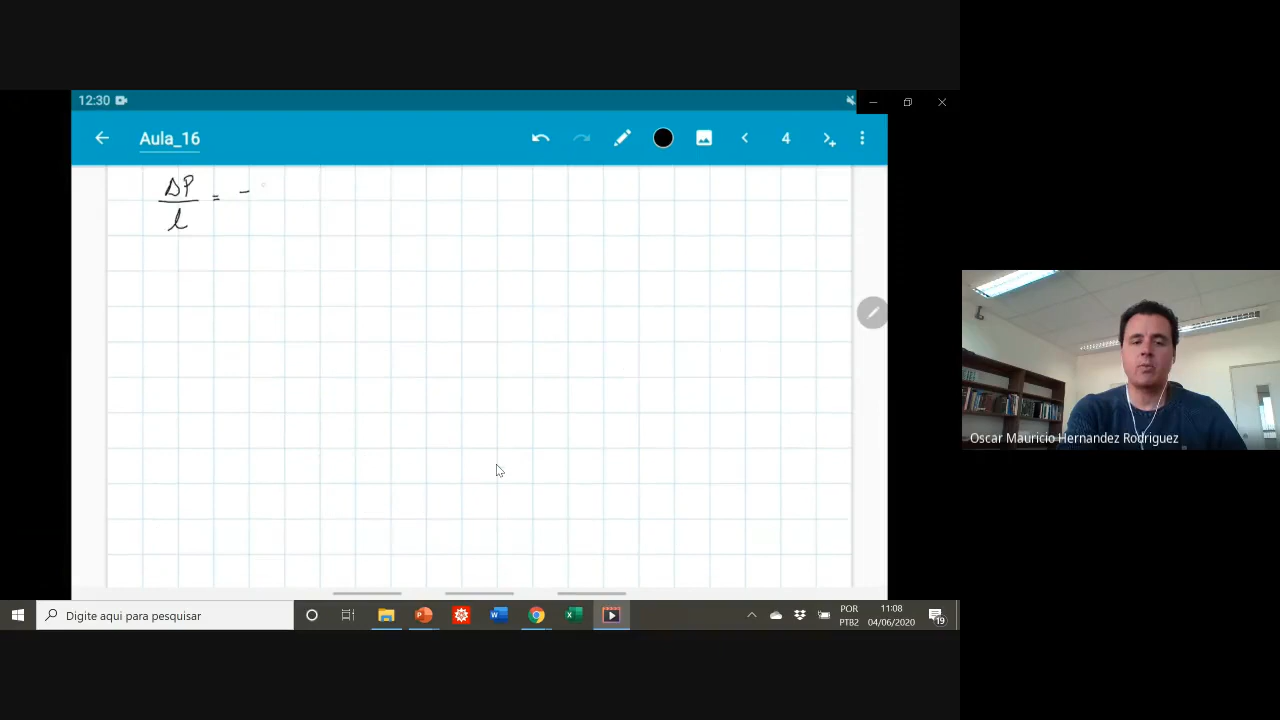 12:30
Aula_16
4
ΔP/l = -
Oscar Mauricio Hernandez Rodriguez
Digite aqui para pesquisar
POR
PTB2
11:08
04/06/2020
19